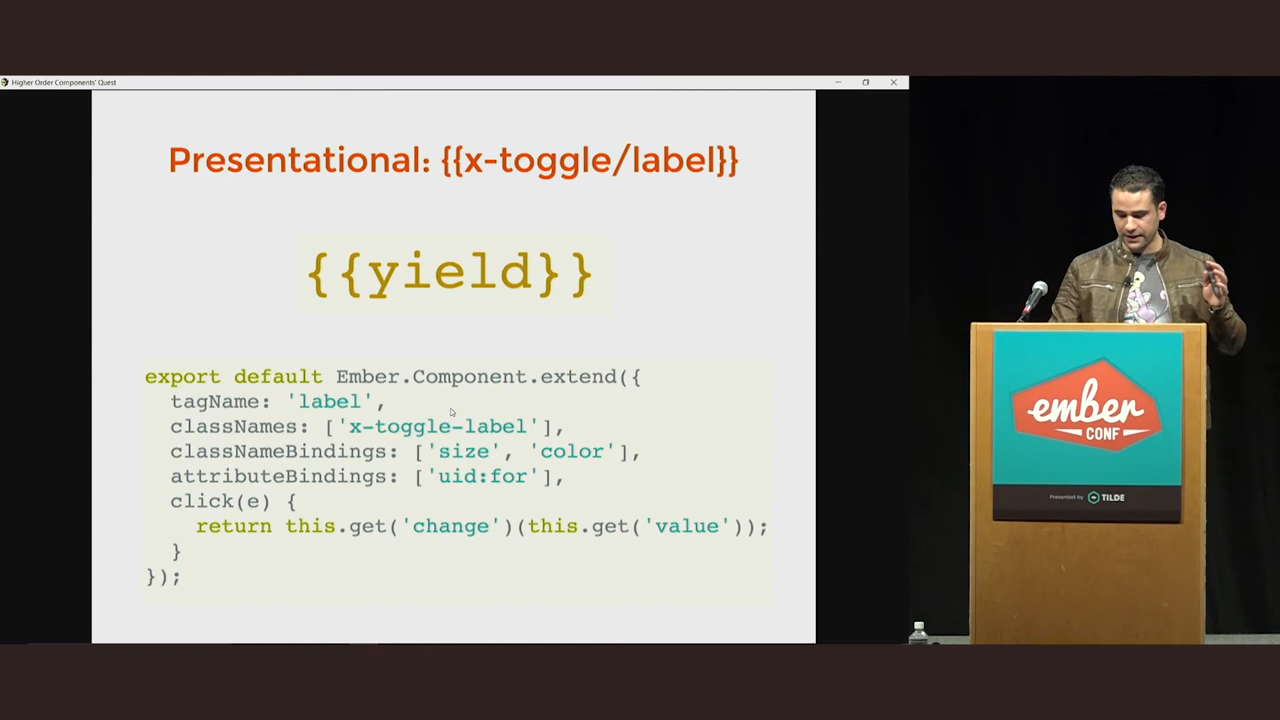 Higher Order Components' Quest
Presentational: {{x-toggle/label}}
{{yield}}
export default Ember.Component.extend({
  tagName: 'label',
  classNames: ['x-toggle-label'],
  classNameBindings: ['size', 'color'],
  attributeBindings: ['uid:for'],
  click(e) {
    return this.get('change')(this.get('value'));
  }
});
ember
CONF
Presented by TILDE